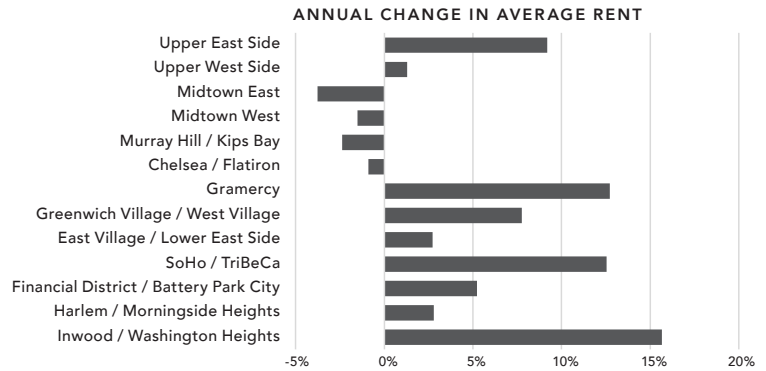 ANNUAL CHANGE IN AVERAGE RENT
Upper East Side
Upper West Side
Midtown East
Midtown West
Murray Hill / Kips Bay
Chelsea / Flatiron
Gramercy
Greenwich Village / West Village
East Village / Lower East Side
SoHo / TriBeCa
Financial District / Battery Park City
Harlem / Morningside Heights
Inwood / Washington Heights
-5% 0% 5% 10% 15% 20%